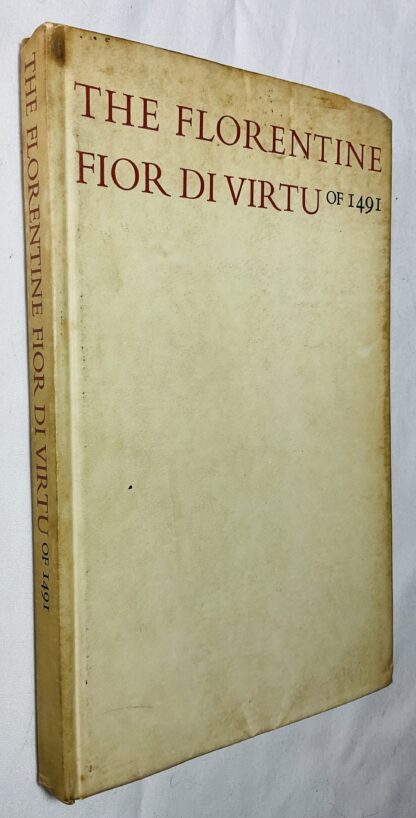 THE FLORENTINE
FIOR DI VIRTU OF 1491
THE FLORENTINE FIOR DI VIRTU OF 1491